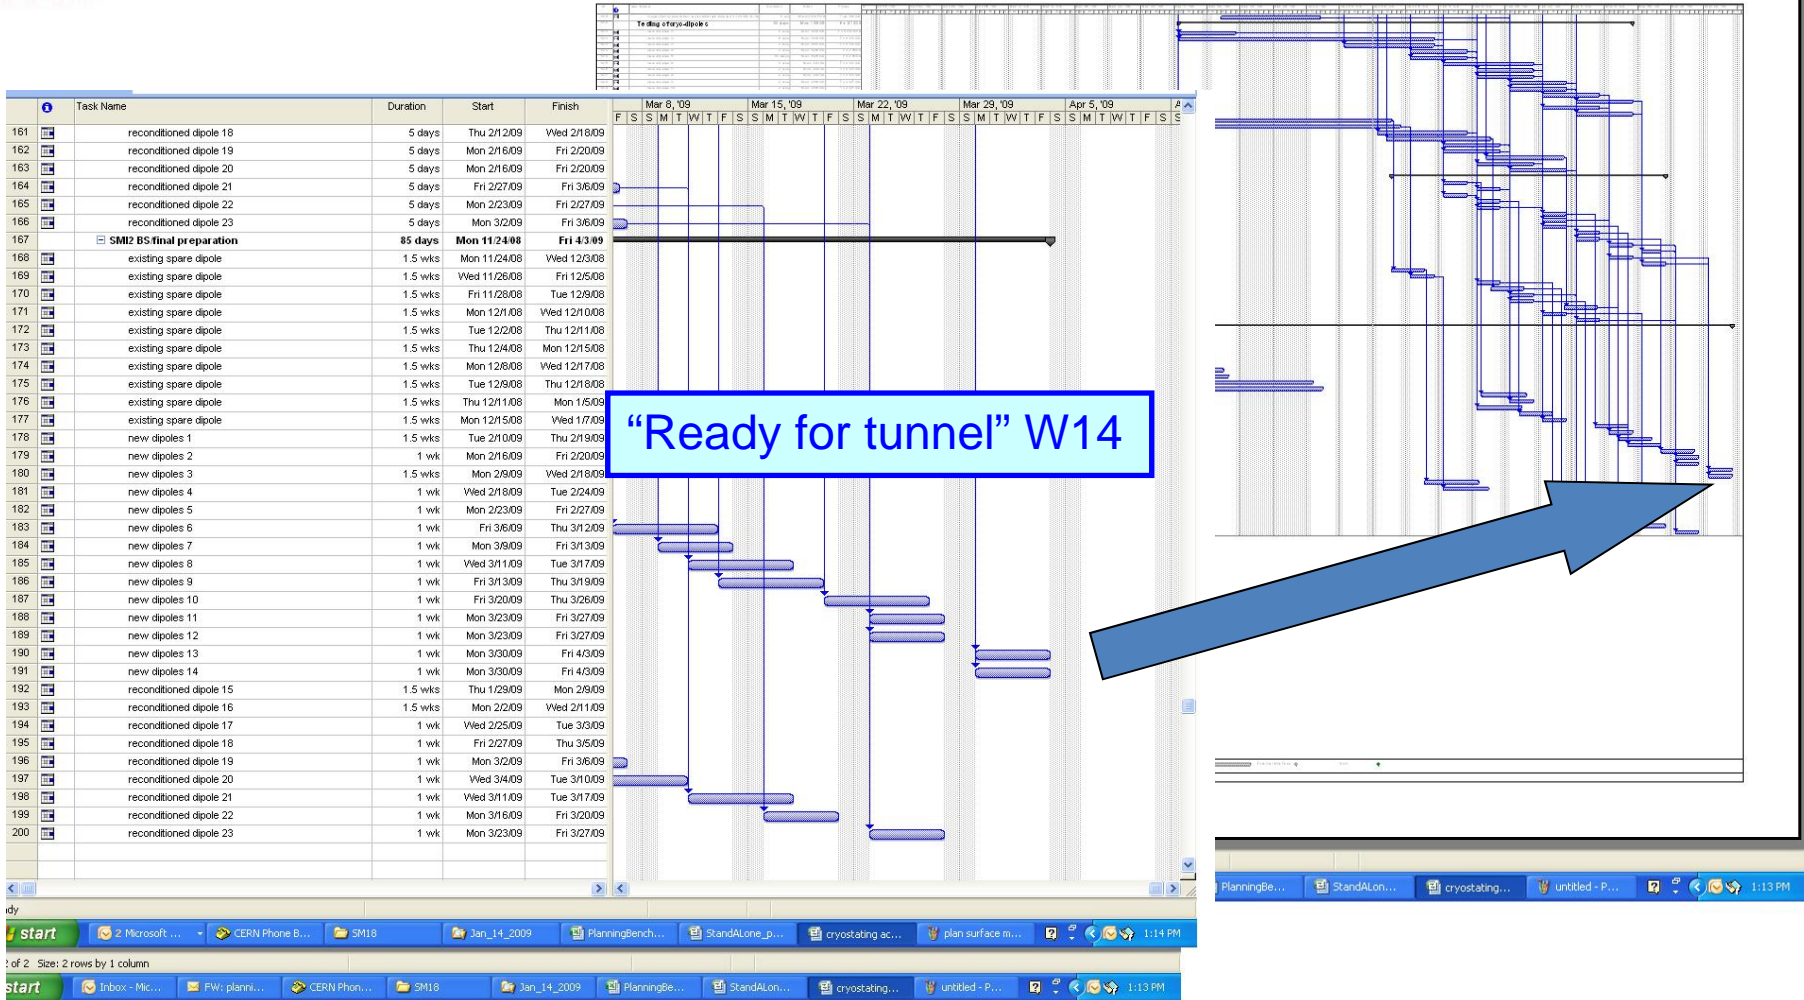 Testing of cryo-dipoles
Task Name Duration Start Finish Mar 8, '09 Mar 15, '09 Mar 22, '09 Mar 29, '09 Apr 5, '09
F S S M T W T F S S M T W T F S S M T W T F S S M T W T F S S M T W T F S S
161 reconditioned dipole 18 5 days Thu 2/12/09 Wed 2/18/09
162 reconditioned dipole 19 5 days Mon 2/16/09 Fri 2/20/09
163 reconditioned dipole 20 5 days Mon 2/16/09 Fri 2/20/09
164 reconditioned dipole 21 5 days Fri 2/27/09 Fri 3/6/09
165 reconditioned dipole 22 5 days Mon 2/23/09 Fri 2/27/09
166 reconditioned dipole 23 5 days Mon 3/2/09 Fri 3/6/09
167 SMI2 BS/final preparation 85 days Mon 11/24/08 Fri 4/3/09
168 existing spare dipole 1.5 wks Mon 11/24/08 Wed 12/3/08
169 existing spare dipole 1.5 wks Wed 11/26/08 Fri 12/5/08
170 existing spare dipole 1.5 wks Fri 11/28/08 Tue 12/9/08
171 existing spare dipole 1.5 wks Mon 12/1/08 Wed 12/10/08
172 existing spare dipole 1.5 wks Tue 12/2/08 Thu 12/11/08
173 existing spare dipole 1.5 wks Thu 12/4/08 Mon 12/15/08
174 existing spare dipole 1.5 wks Mon 12/8/08 Wed 12/17/08
175 existing spare dipole 1.5 wks Tue 12/9/08 Thu 12/18/08
176 existing spare dipole 1.5 wks Thu 12/11/08 Mon 1/5/09
177 existing spare dipole 1.5 wks Mon 12/15/08 Wed 1/7/09
“Ready for tunnel” W14
178 new dipoles 1 1.5 wks Tue 2/10/09 Thu 2/19/09
179 new dipoles 2 1 wk Mon 2/16/09 Fri 2/20/09
180 new dipoles 3 1.5 wks Mon 2/9/09 Wed 2/18/09
181 new dipoles 4 1 wk Wed 2/18/09 Tue 2/24/09
182 new dipoles 5 1 wk Mon 2/23/09 Fri 2/27/09
183 new dipoles 6 1 wk Fri 3/6/09 Thu 3/12/09
184 new dipoles 7 1 wk Mon 3/9/09 Fri 3/13/09
185 new dipoles 8 1 wk Wed 3/11/09 Tue 3/17/09
186 new dipoles 9 1 wk Fri 3/13/09 Thu 3/19/09
187 new dipoles 10 1 wk Fri 3/20/09 Thu 3/26/09
188 new dipoles 11 1 wk Mon 3/23/09 Fri 3/27/09
189 new dipoles 12 1 wk Mon 3/23/09 Fri 3/27/09
190 new dipoles 13 1 wk Mon 3/30/09 Fri 4/3/09
191 new dipoles 14 1 wk Mon 3/30/09 Fri 4/3/09
192 reconditioned dipole 15 1.5 wks Thu 1/29/09 Mon 2/9/09
193 reconditioned dipole 16 1.5 wks Mon 2/2/09 Wed 2/11/09
194 reconditioned dipole 17 1 wk Wed 2/25/09 Tue 3/3/09
195 reconditioned dipole 18 1 wk Fri 2/27/09 Thu 3/5/09
196 reconditioned dipole 19 1 wk Mon 3/2/09 Fri 3/6/09
197 reconditioned dipole 20 1 wk Wed 3/4/09 Tue 3/10/09
198 reconditioned dipole 21 1 wk Wed 3/11/09 Tue 3/17/09
199 reconditioned dipole 22 1 wk Mon 3/16/09 Fri 3/20/09
200 reconditioned dipole 23 1 wk Mon 3/23/09 Fri 3/27/09
PlanningBe... StandALon... cryostating... untitled - P... 1:13 PM
ady
start 2 Microsoft ... CERN Phone B... SM18 Jan_14_2009 PlanningBench... StandALone_p... cryostating ac... plan surface m... 1:14 PM
2 of 2 Size: 2 rows by 1 column
start Inbox - Mic... FW: planni... CERN Phon... SM18 Jan_14_2009 PlanningBe... StandALon... cryostating... untitled - P... 1:13 PM